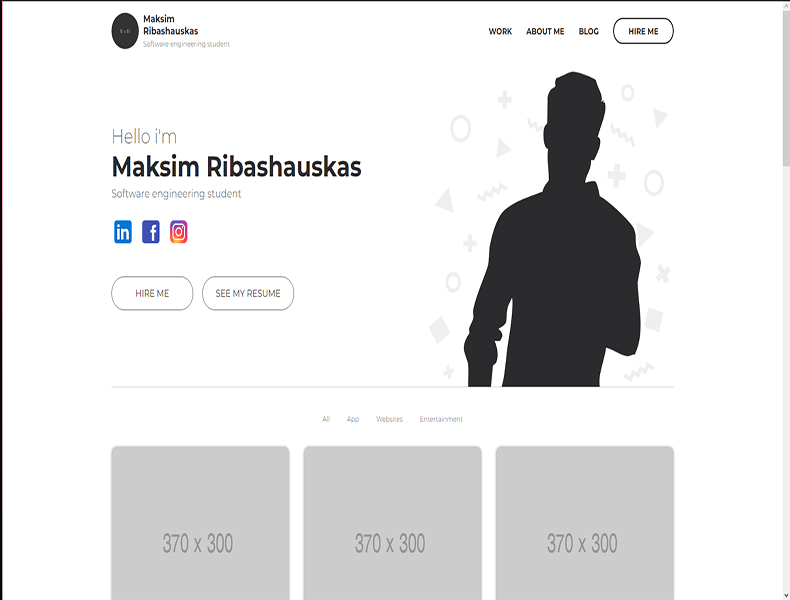 Maksim
Ribashauskas
Software engineering student
WORK ABOUT ME BLOG HIRE ME
Hello i'm
Maksim Ribashauskas
Software engineering student
in f
HIRE ME SEE MY RESUME
All App Websites Entertainment
370 x 300 370 x 300 370 x 300